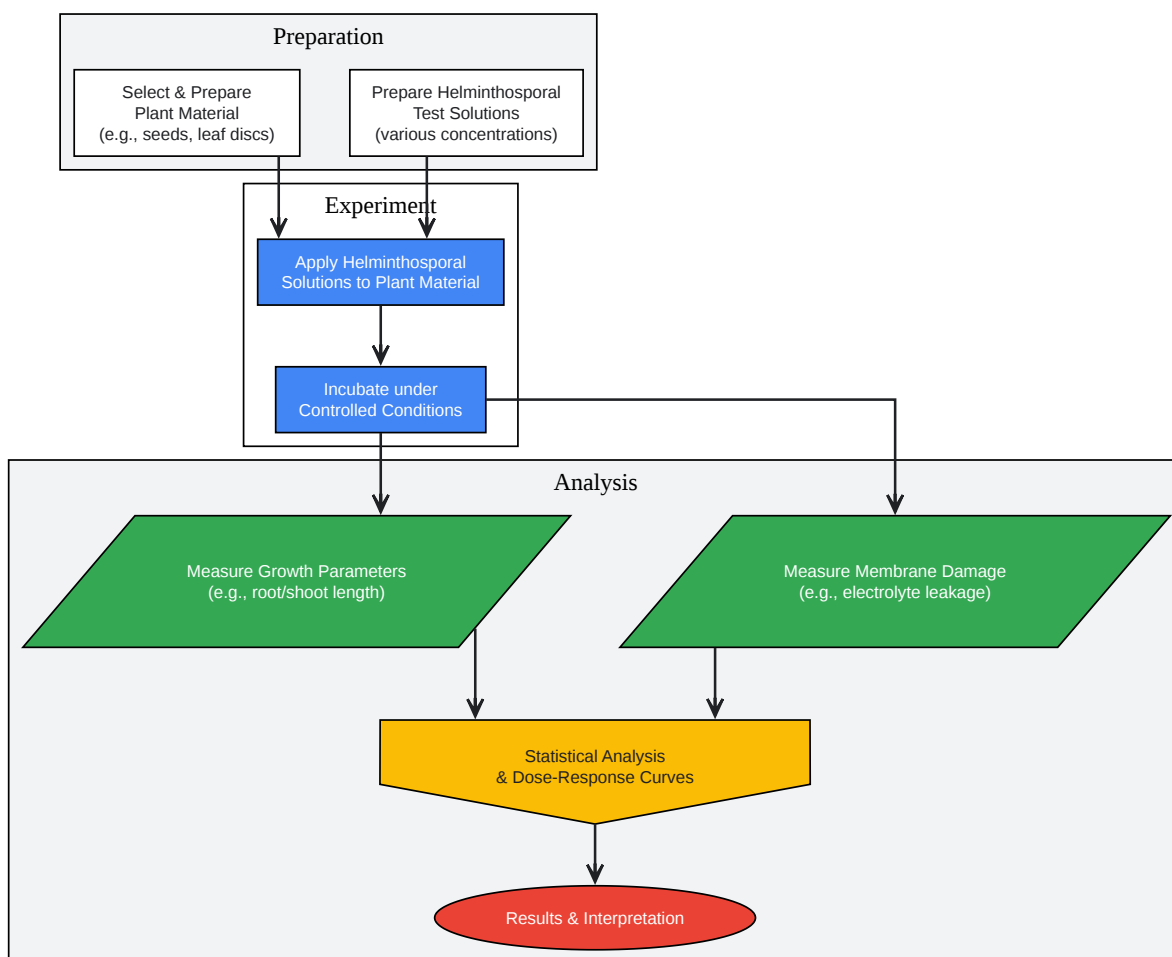 Preparation
Select & Prepare
Plant Material
(e.g., seeds, leaf discs)
Prepare Helminthosporal
Test Solutions
(various concentrations)
Experiment
Apply Helminthosporal
Solutions to Plant Material
Incubate under
Controlled Conditions
Analysis
Measure Growth Parameters
(e.g., root/shoot length)
Measure Membrane Damage
(e.g., electrolyte leakage)
Statistical Analysis
& Dose-Response Curves
Results & Interpretation